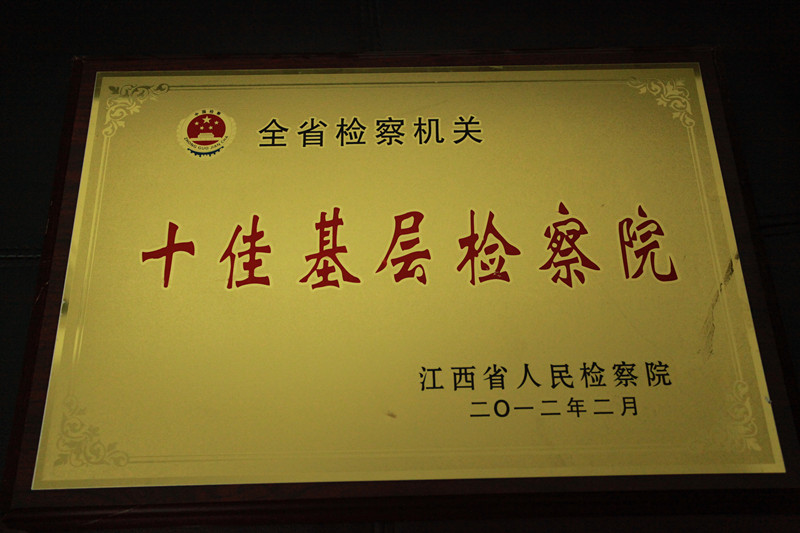 全省检察机关
十佳基层检察院
江西省人民检察院
二〇一二年二月